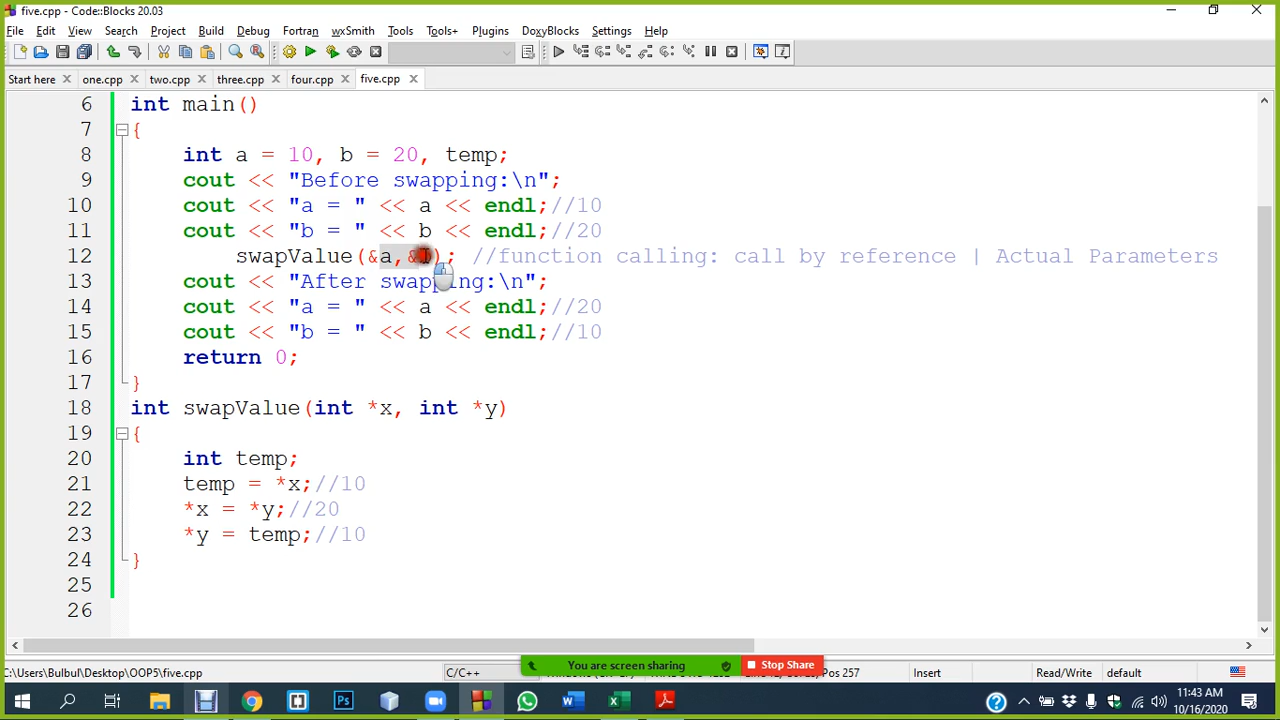 five.cpp - Code::Blocks 20.03
File Edit View Search Project Build Debug Fortran wxSmith Tools Tools+ Plugins DoxyBlocks Settings Help
Start here one.cpp two.cpp three.cpp four.cpp five.cpp
6 int main()
7 {
8 int a = 10, b = 20, temp;
9 cout << "Before swapping:\n";
10 cout << "a = " << a << endl;//10
11 cout << "b = " << b << endl;//20
12 swapValue(&a,& ); //function calling: call by reference | Actual Parameters
13 cout << "After swapping:\n";
14 cout << "a = " << a << endl;//20
15 cout << "b = " << b << endl;//10
16 return 0;
17 }
18 int swapValue(int *x, int *y)
19 {
20 int temp;
21 temp = *x;//10
22 *x = *y;//20
23 *y = temp;//10
24 }
25
26
C:\Users\Bulbul\Desktop\OOP5\five.cpp C/C++ Pos 257 Insert Read/Write default
You are screen sharing Stop Share
11:43 AM
10/16/2020